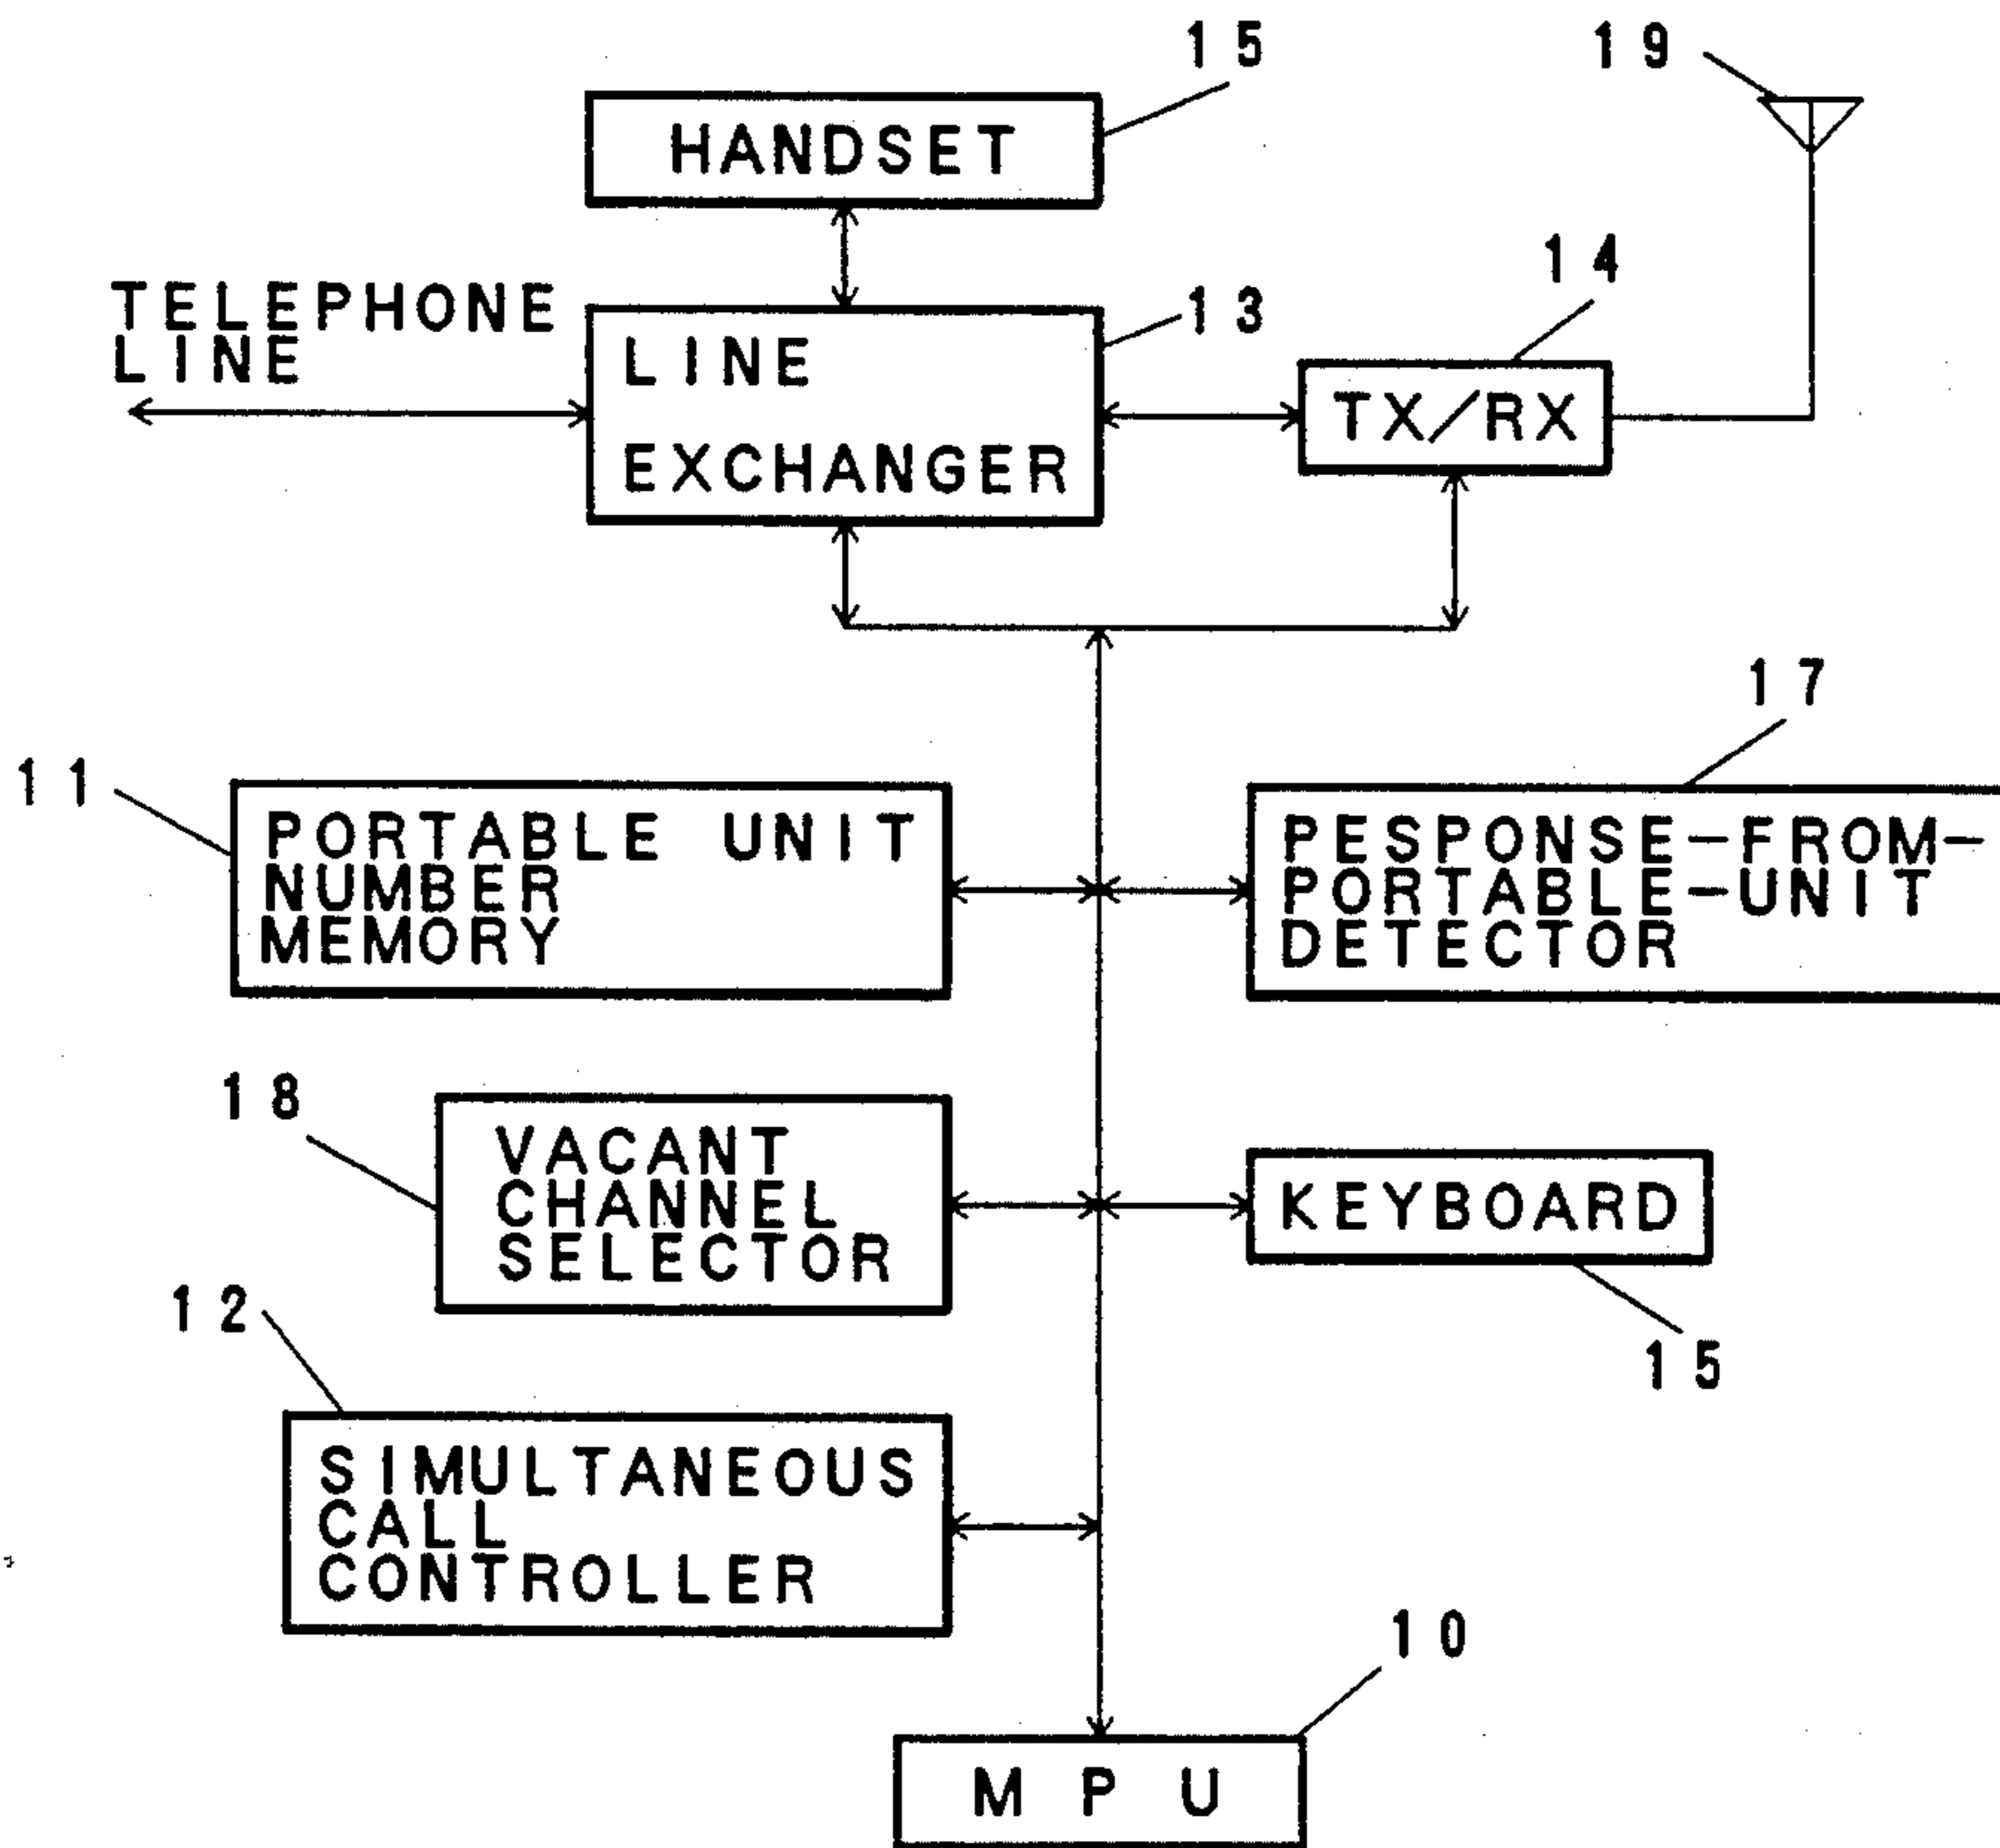 15
19
HANDSET
14
TELEPHONE
LINE
13
LINE
EXCHANGER
TX/RX
17
11
PORTABLE UNIT
NUMBER
MEMORY
PESPONSE-FROM-
PORTABLE-UNIT
DETECTOR
18
VACANT
CHANNEL
SELECTOR
KEYBOARD
12
15
SIMULTANEOUS
CALL
CONTROLLER
10
MPU